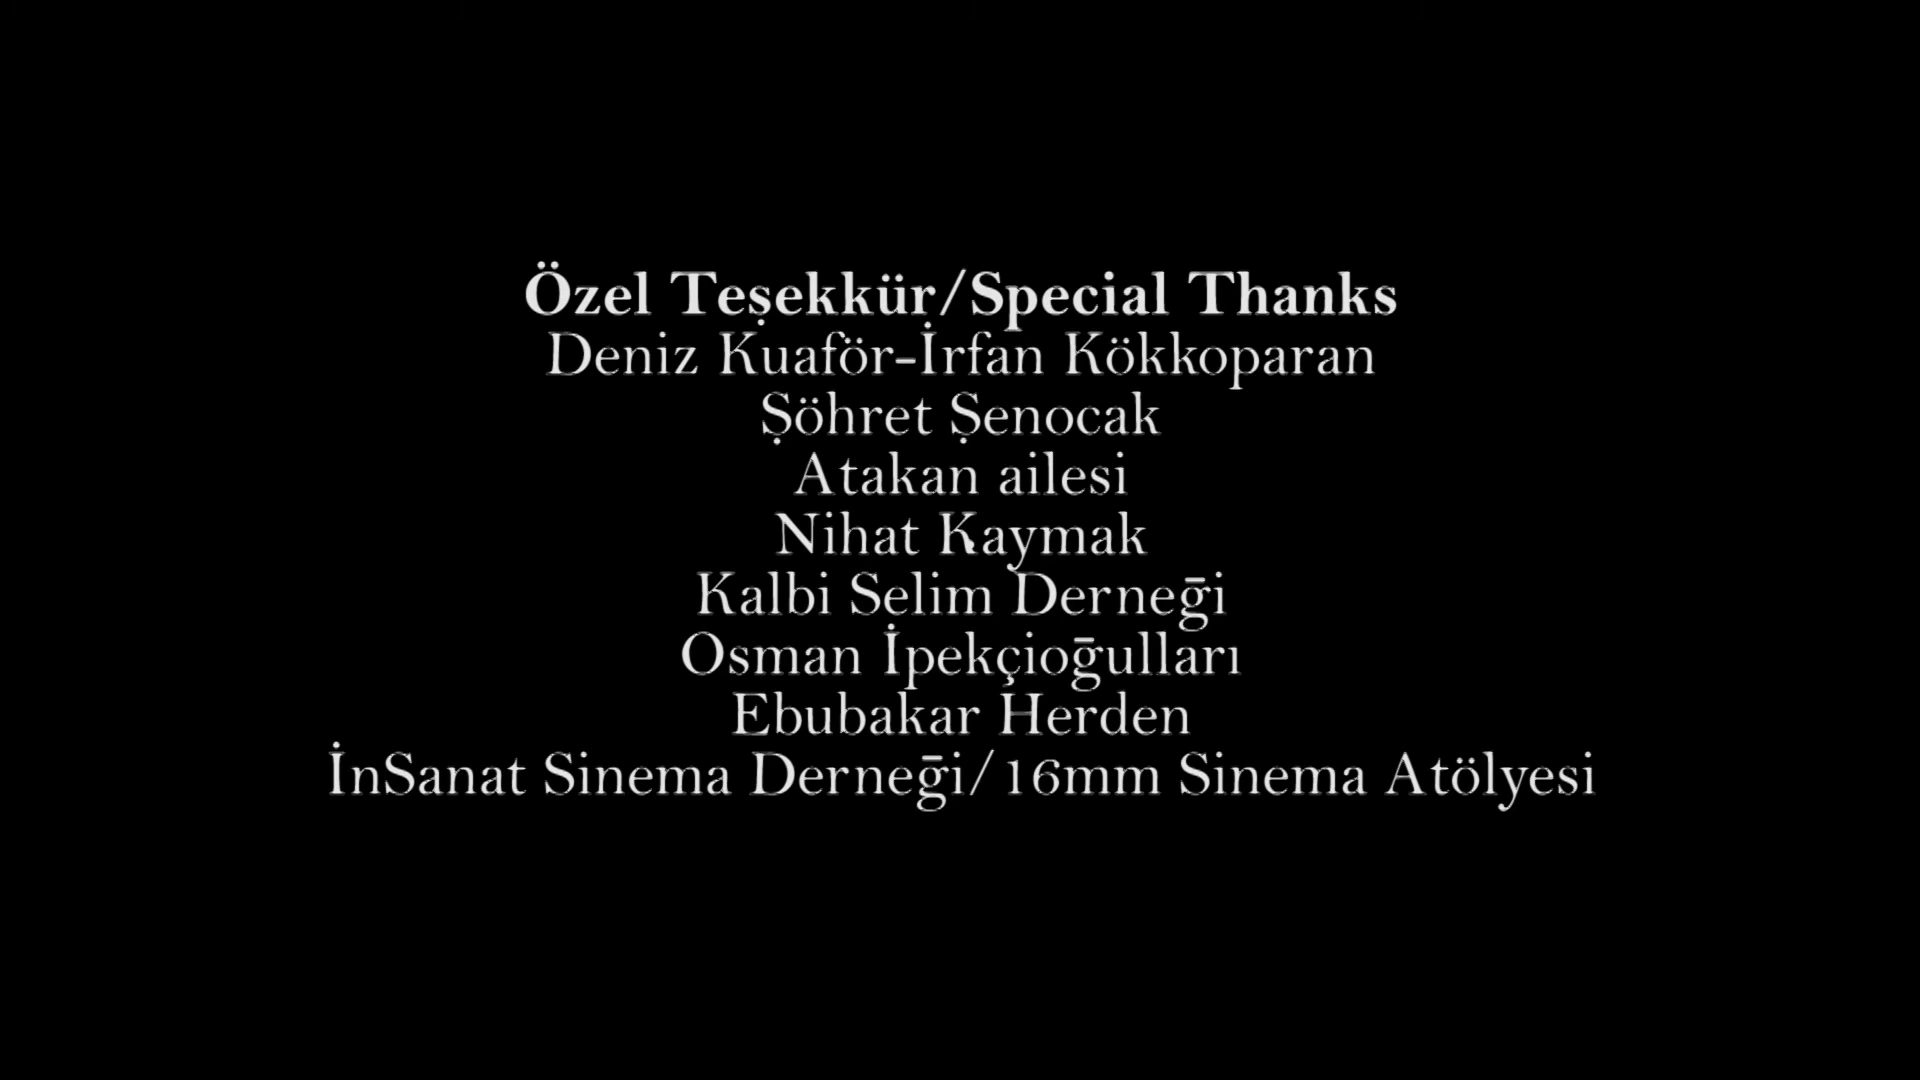 Özel Teşekkür/Special Thanks
Deniz Kuaför-İrfan Kökkoparan
Şöhret Şenocak
Atakan ailesi
Nihat Kaymak
Kalbi Selim Derneği
Osman İpekçioğulları
Ebubakar Herden
İnSanat Sinema Derneği/16mm Sinema Atölyesi